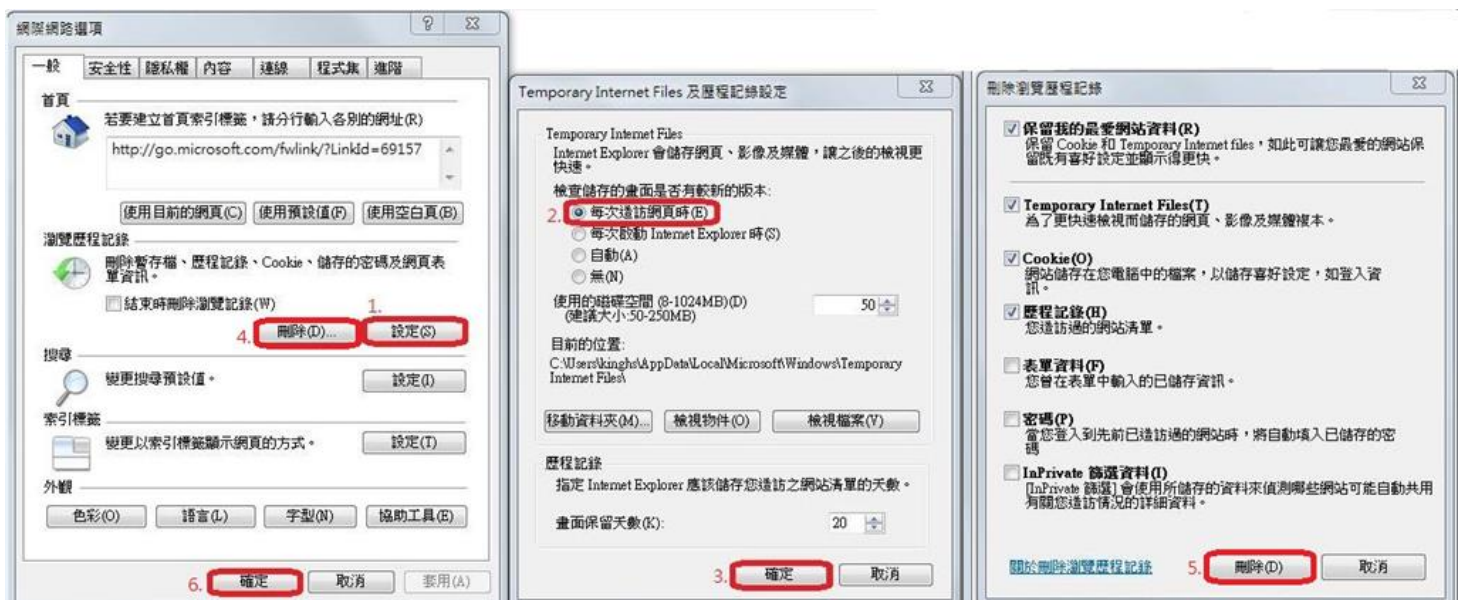 網際網路選項
一般 安全性 隱私權 內容 連線 程式集 進階
首頁
若要建立首頁索引標籤，請分行輸入各別的網址(R)
http://go.microsoft.com/fwlink/?LinkId=69157
使用目前的網頁(C) 使用預設值(F) 使用空白頁(B)
瀏覽歷程記錄
刪除暫存檔、歷程記錄、Cookie、儲存的密碼及網頁表
單資訊。
結束時刪除瀏覽記錄(W)
1.
4. 刪除(D)... 設定(S)
搜尋
變更搜尋預設值。 設定(I)
索引標籤
變更以索引標籤顯示網頁的方式。 設定(T)
外觀
色彩(O) 語言(L) 字型(N) 協助工具(E)
6. 確定 取消 套用(A)
Temporary Internet Files 及歷程記錄設定
Temporary Internet Files
Internet Explorer 會儲存網頁、影像及媒體，讓之後的檢視更
快速。
檢查儲存的畫面是否有較新的版本:
2. 每次造訪網頁時(E)
每次啟動 Internet Explorer 時(S)
自動(A)
無(N)
使用的磁碟空間 (8-1024MB)(D) 50
(建議大小:50-250MB)
目前的位置:
C:\Users\kinghs\AppData\Local\Microsoft\Windows\Temporary
Internet Files\
移動資料夾(M)... 檢視物件(O) 檢視檔案(V)
歷程記錄
指定 Internet Explorer 應該儲存您造訪之網站清單的天數。
畫面保留天數(K): 20
3. 確定 取消
刪除瀏覽歷程記錄
保留我的最愛網站資料(R)
保留 Cookie 和 Temporary Internet files，如此可讓您最愛的網站保
留既有喜好設定並顯示得更快。
Temporary Internet Files(T)
為了更快速檢視而儲存的網頁、影像及媒體複本。
Cookie(O)
網站儲存在您電腦中的檔案，以儲存喜好設定，如登入資
訊。
歷程記錄(H)
您造訪過的網站清單。
表單資料(F)
您曾在表單中輸入的已儲存資訊。
密碼(P)
當您登入到先前已造訪過的網站時，將自動填入已儲存的密
碼
InPrivate 篩選資料(I)
[InPrivate 篩選] 會使用所儲存的資料來偵測哪些網站可能自動共用
有關您造訪情況的詳細資料。
關於刪除瀏覽歷程記錄 5. 刪除(D) 取消